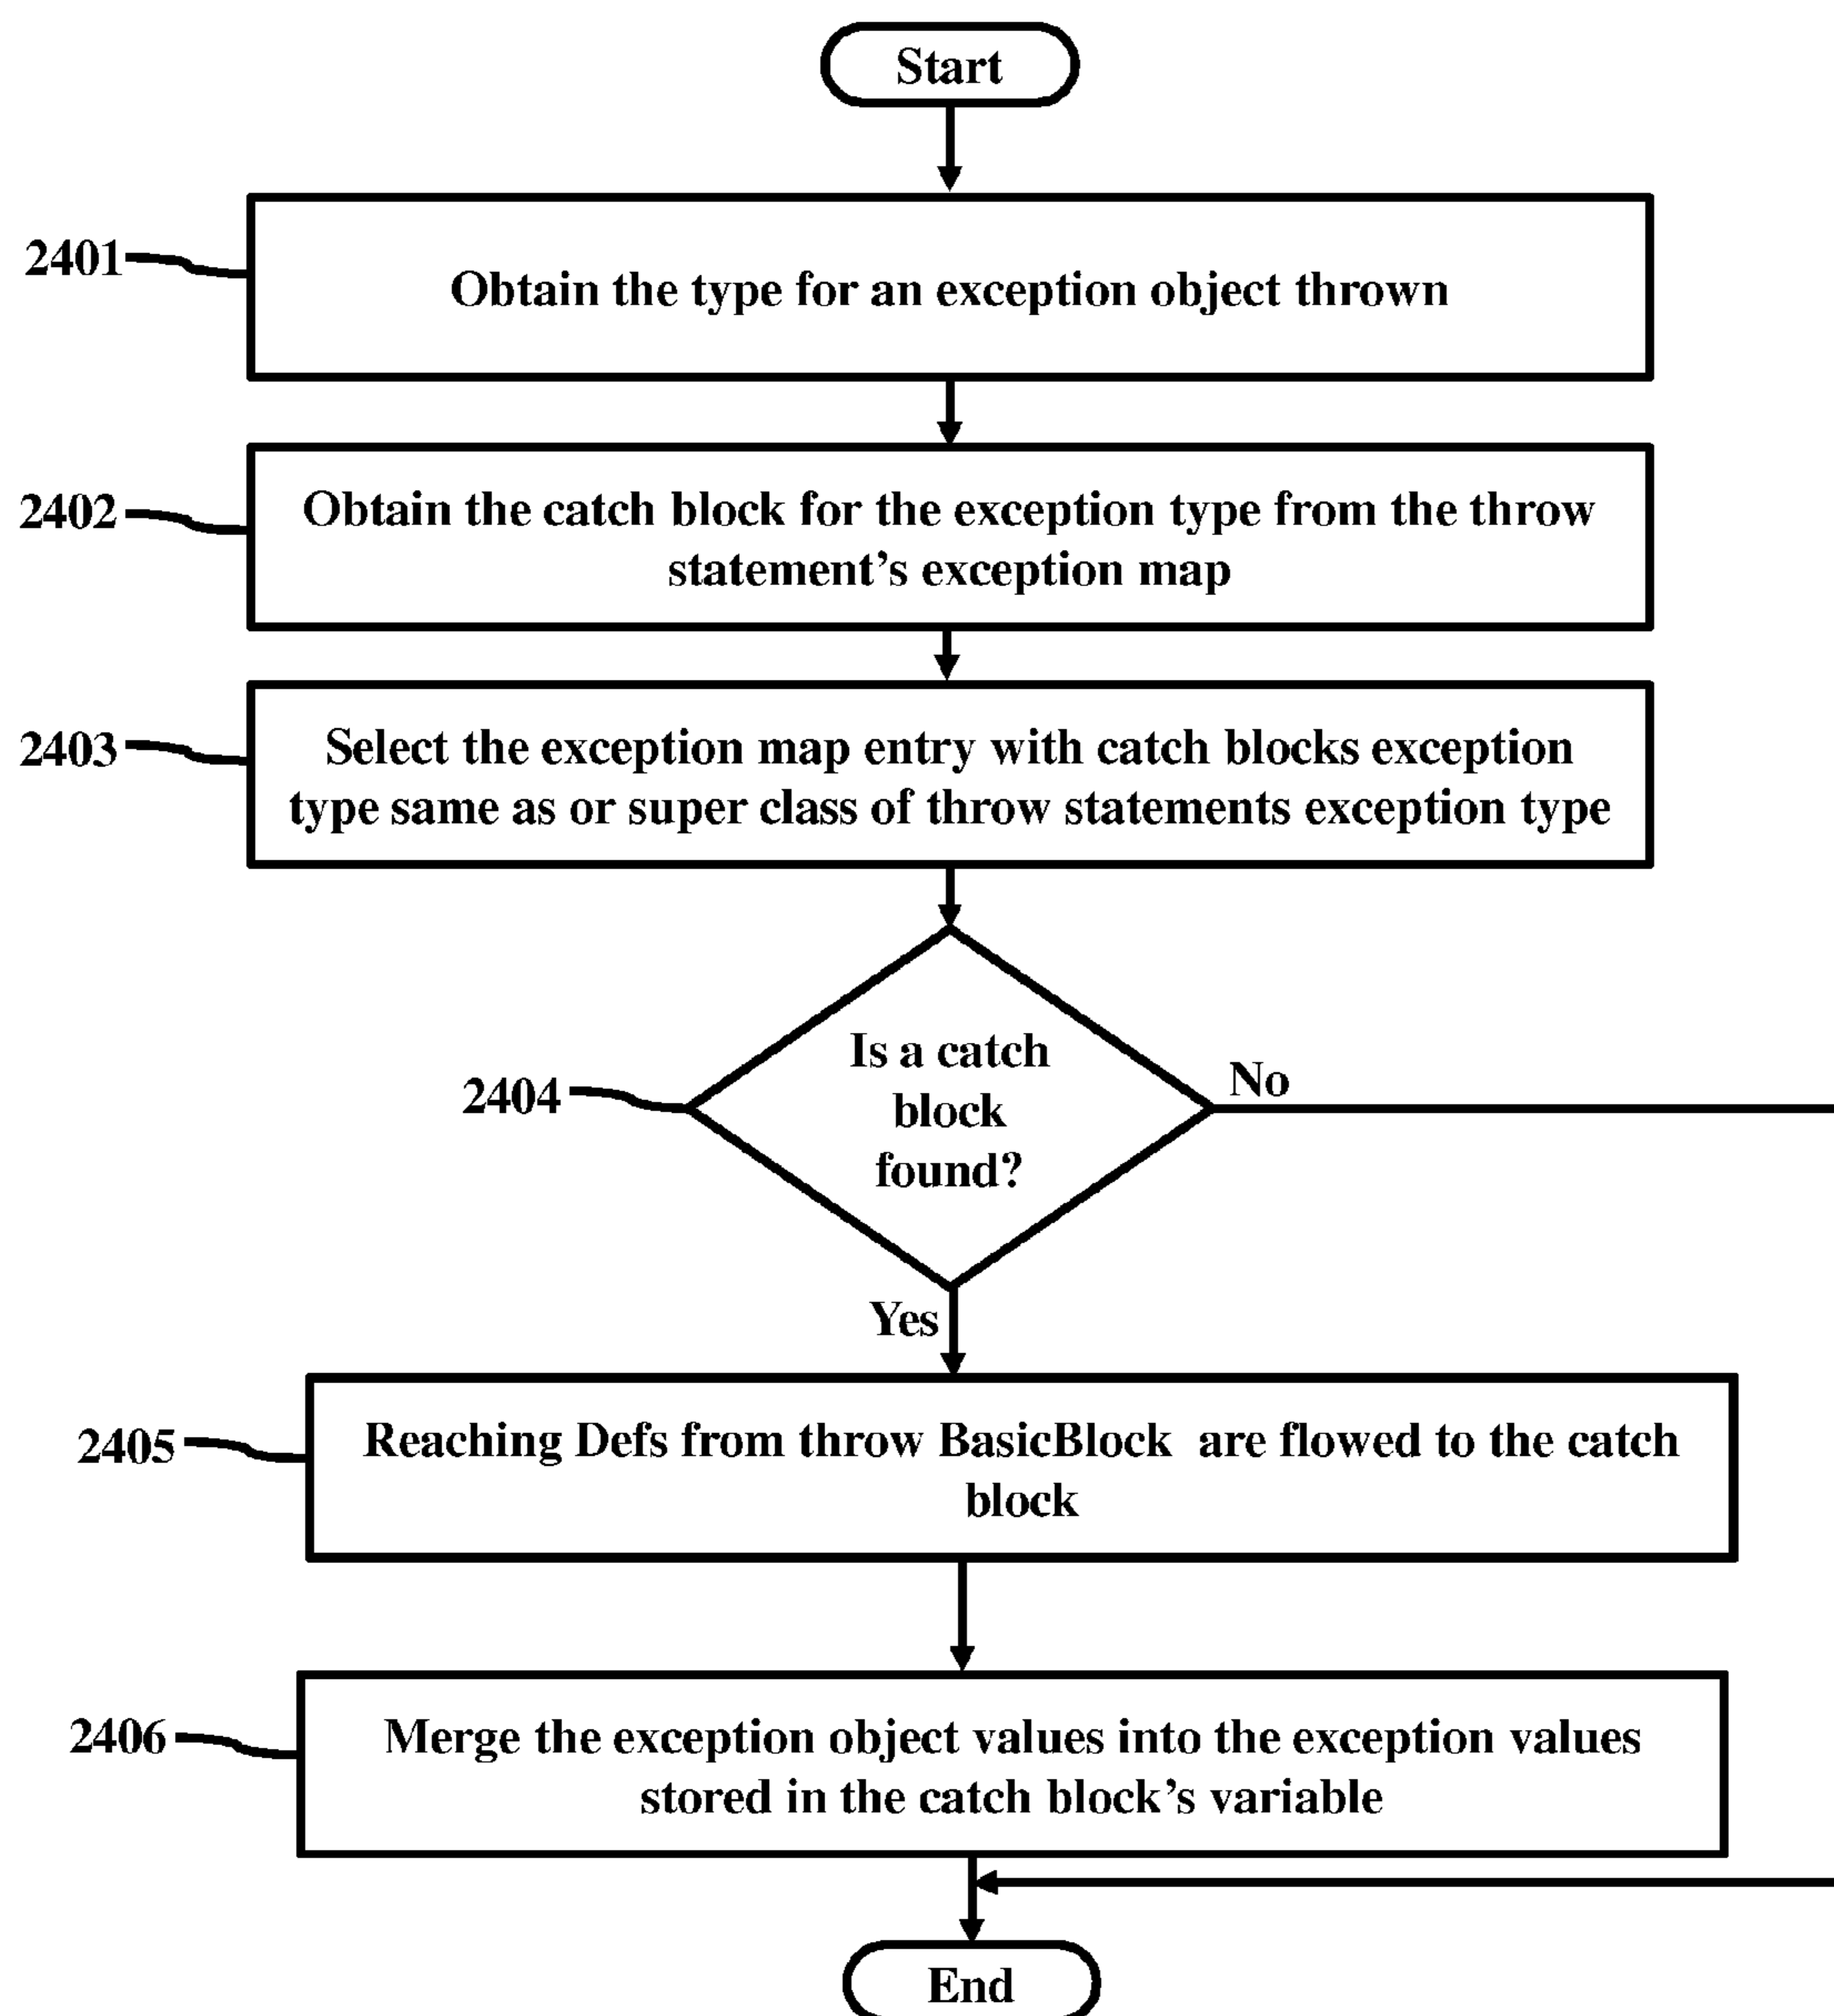 Start
2401
Obtain the type for an exception object thrown
2402
Obtain the catch block for the exception type from the throw
statement’s exception map
2403
Select the exception map entry with catch blocks exception
type same as or super class of throw statements exception type
2404
Is a catch
block
found?
No
Yes
2405
Reaching Defs from throw BasicBlock are flowed to the catch
block
2406
Merge the exception object values into the exception values
stored in the catch block’s variable
End